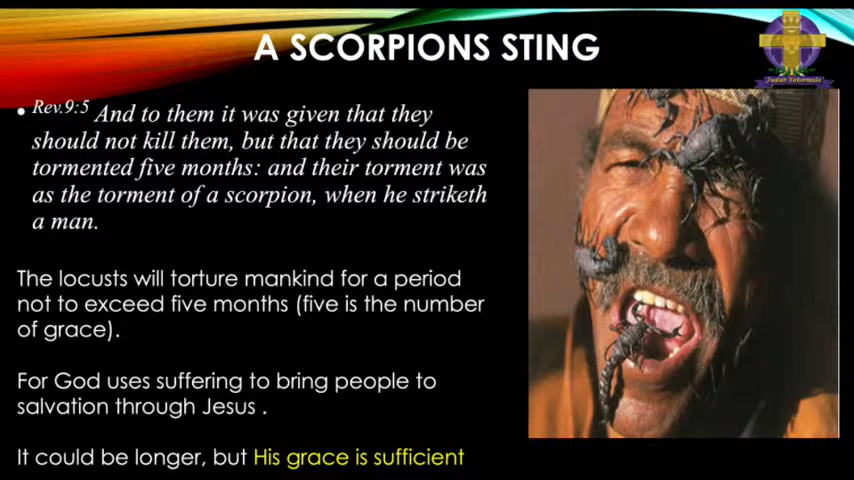 A SCORPIONS STING
Judah Tabernacle
• Rev.9:5 And to them it was given that they
should not kill them, but that they should be
tormented five months: and their torment was
as the torment of a scorpion, when he striketh
a man.
The locusts will torture mankind for a period
not to exceed five months (five is the number
of grace).
For God uses suffering to bring people to
salvation through Jesus .
It could be longer, but His grace is sufficient